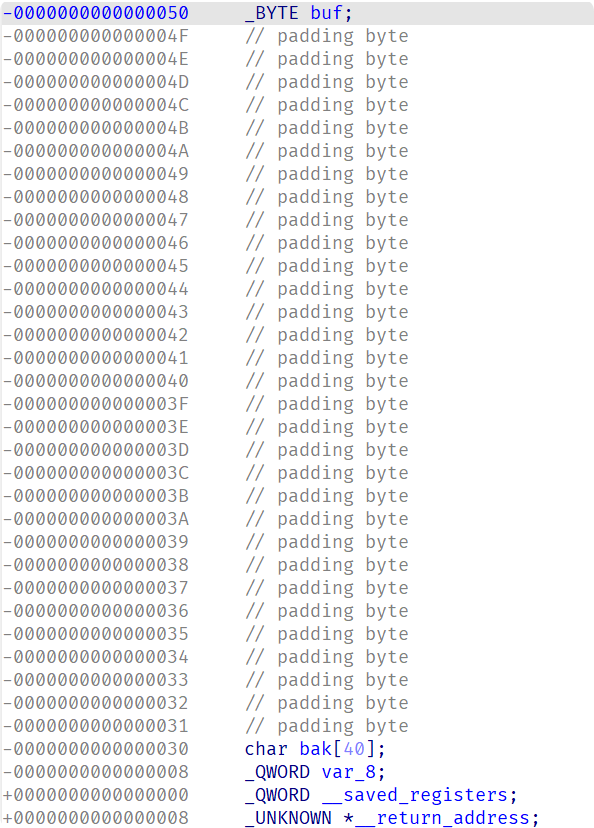 -0000000000000050 _BYTE buf;
-000000000000004F // padding byte
-000000000000004E // padding byte
-000000000000004D // padding byte
-000000000000004C // padding byte
-000000000000004B // padding byte
-000000000000004A // padding byte
-0000000000000049 // padding byte
-0000000000000048 // padding byte
-0000000000000047 // padding byte
-0000000000000046 // padding byte
-0000000000000045 // padding byte
-0000000000000044 // padding byte
-0000000000000043 // padding byte
-0000000000000042 // padding byte
-0000000000000041 // padding byte
-0000000000000040 // padding byte
-000000000000003F // padding byte
-000000000000003E // padding byte
-000000000000003D // padding byte
-000000000000003C // padding byte
-000000000000003B // padding byte
-000000000000003A // padding byte
-0000000000000039 // padding byte
-0000000000000038 // padding byte
-0000000000000037 // padding byte
-0000000000000036 // padding byte
-0000000000000035 // padding byte
-0000000000000034 // padding byte
-0000000000000033 // padding byte
-0000000000000032 // padding byte
-0000000000000031 // padding byte
-0000000000000030 char bak[40];
-0000000000000008 _QWORD var_8;
+0000000000000000 _QWORD __saved_registers;
+0000000000000008 _UNKNOWN *__return_address;